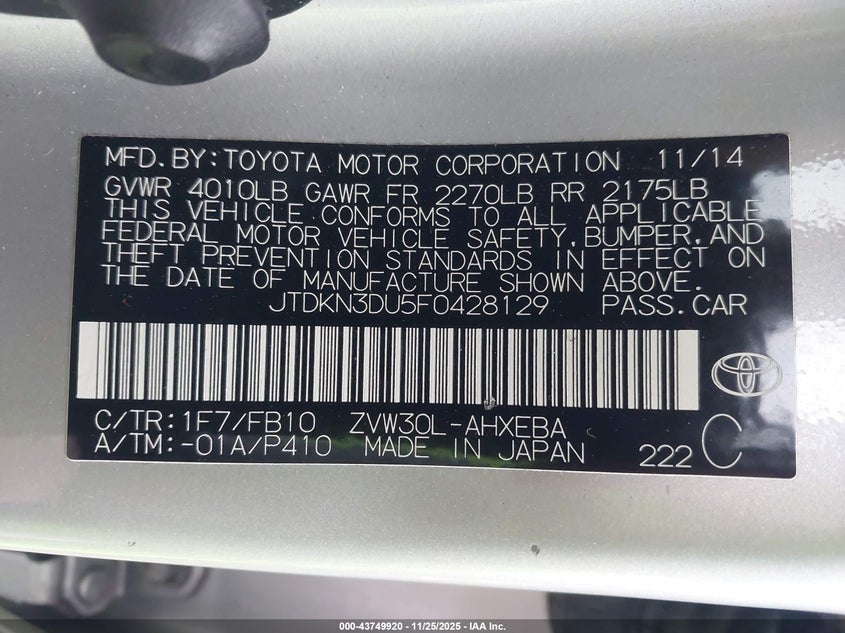 MFD.BY:TOYOTA MOTOR CORPORATION 11/14
GVWR 4010LB GAWR FR 2270LB RR 2175LB
THIS VEHICLE CONFORMS TO ALL APPLICABLE
FEDERAL MOTOR VEHICLE SAFETY,BUMPER,AND
THEFT PREVENTION STANDARDS IN EFFECT ON
THE DATE OF MANUFACTURE SHOWN ABOVE.
JTDKN3DU5F0428129 PASS.CAR
C/TR:1F7/FB10 ZVW30L-AHXEBA
A/TM:-01A/P410 MADE IN JAPAN 222 C
000-43749920 - 11/25/2025 - IAA Inc.